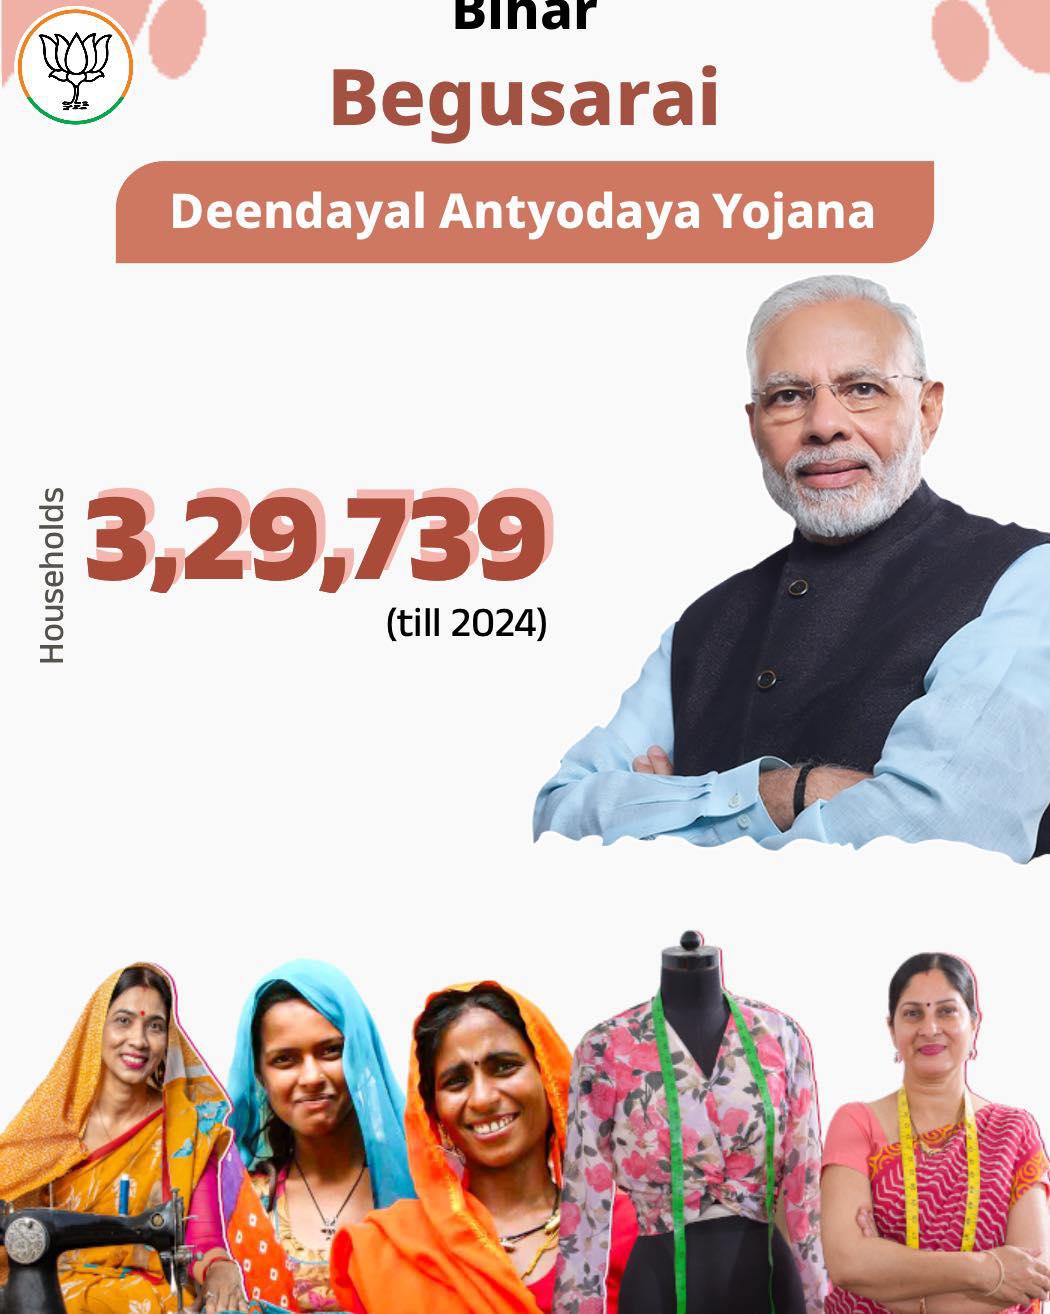 Bihar
Begusarai
Deendayal Antyodaya Yojana
Households
3,29,739
(till 2024)